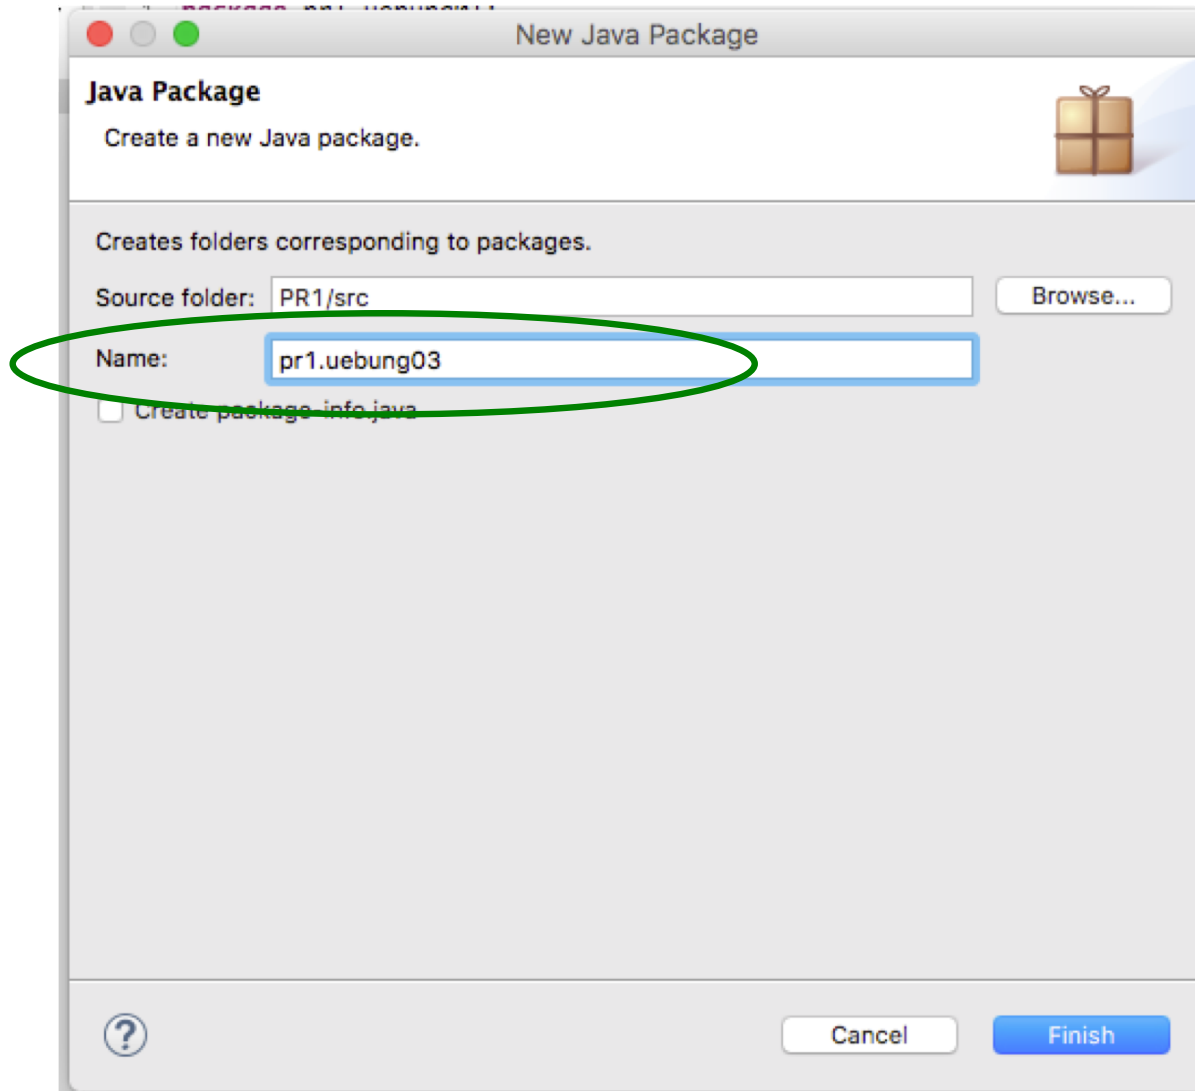 New Java Package
Java Package
Create a new Java package.
Creates folders corresponding to packages.
Source folder: PR1/src Browse...
Name: pr1.uebung03
Create package-info.java
? Cancel Finish